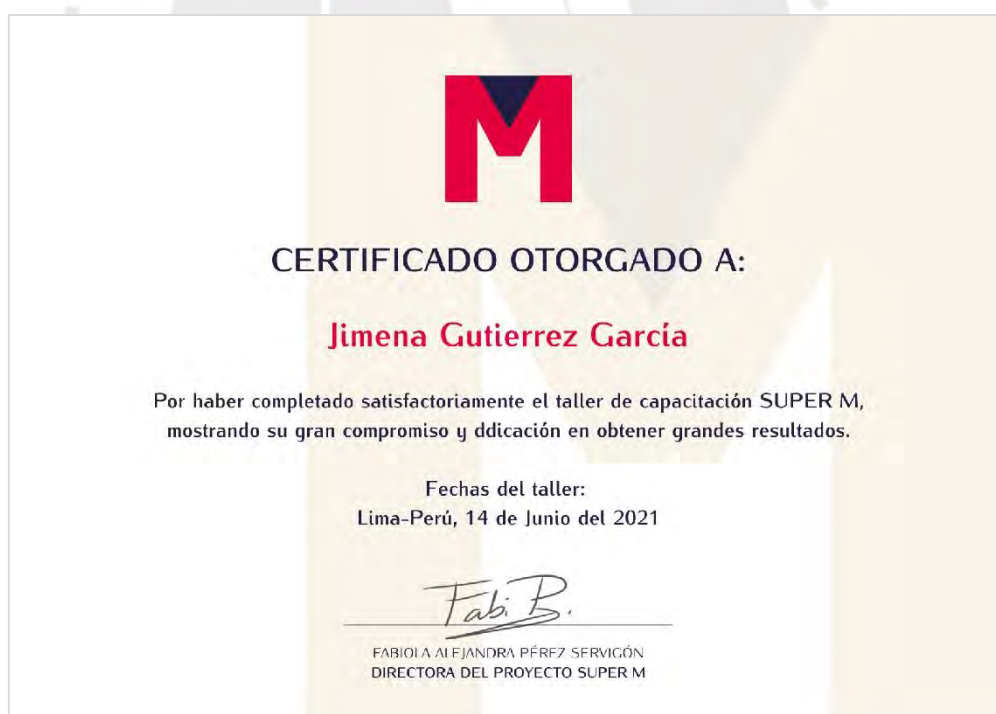 M
CERTIFICADO OTORGADO A:
Jimena Gutierrez García
Por haber completado satisfactoriamente el taller de capacitación SUPER M,
mostrando su gran compromiso y ddicación en obtener grandes resultados.
Fechas del taller:
Lima-Perú, 14 de Junio del 2021
Fabi B.
FABIOLA ALEJANDRA PÉREZ SERVIGÓN
DIRECTORA DEL PROYECTO SUPER M